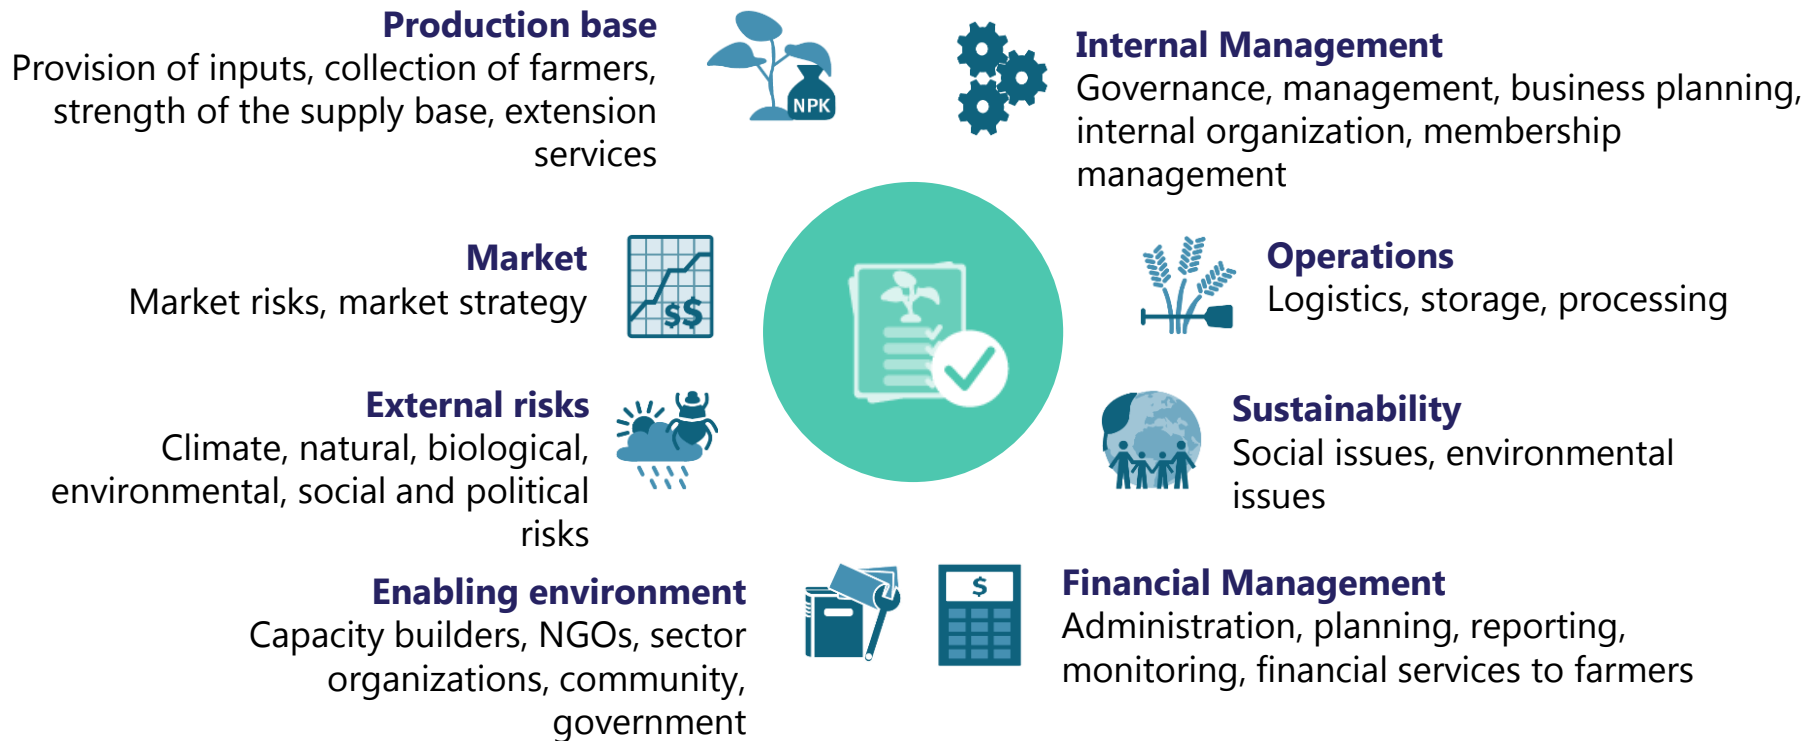 Production base
Provision of inputs, collection of farmers,
strength of the supply base, extension
services
NPK
Internal Management
Governance, management, business planning,
internal organization, membership
management
Market
Market risks, market strategy
$$
Operations
Logistics, storage, processing
External risks
Climate, natural, biological,
environmental, social and political
risks
Sustainability
Social issues, environmental
issues
Enabling environment
Capacity builders, NGOs, sector
organizations, community,
government
$
Financial Management
Administration, planning, reporting,
monitoring, financial services to farmers